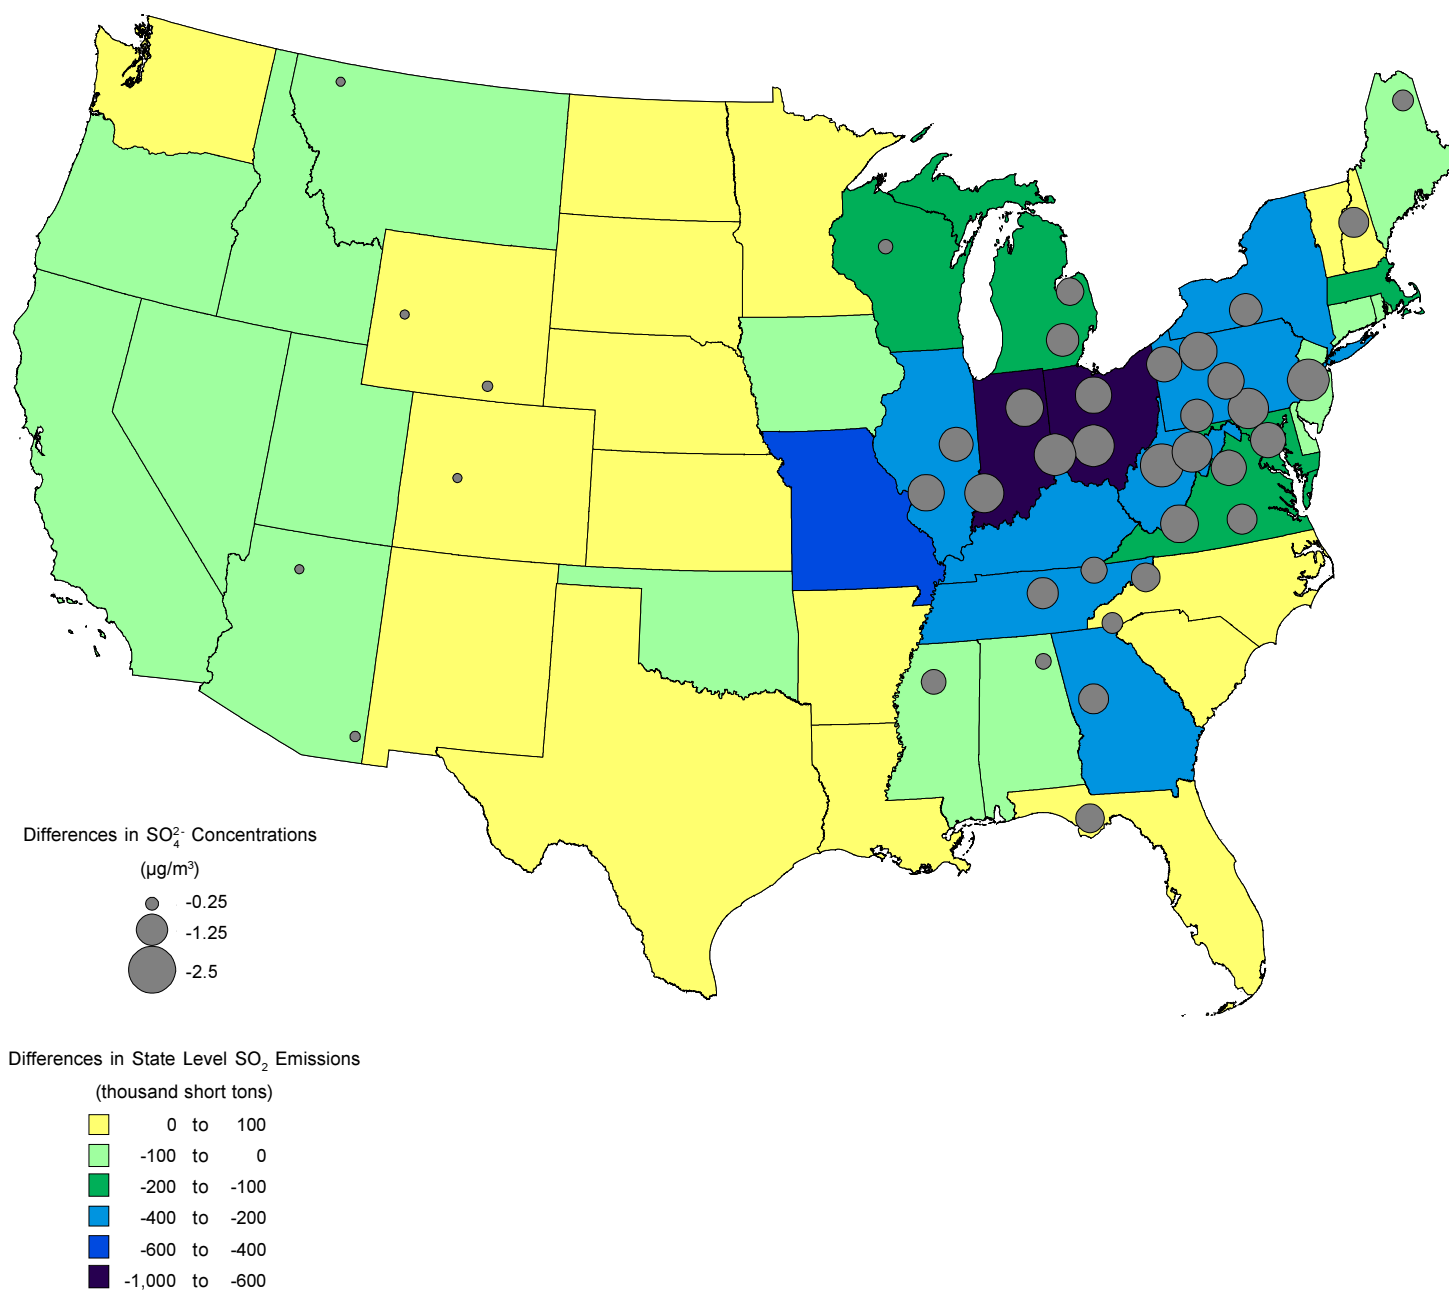 Differences in SO₄²⁻ Concentrations
(µg/m³)
-0.25
-1.25
-2.5
Differences in State Level SO₂ Emissions
(thousand short tons)
0 to 100
-100 to 0
-200 to -100
-400 to -200
-600 to -400
-1,000 to -600